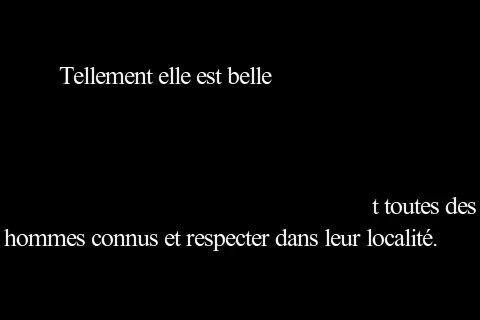 Tellement elle est belle
t toutes des
hommes connus et respecter dans leur localité.